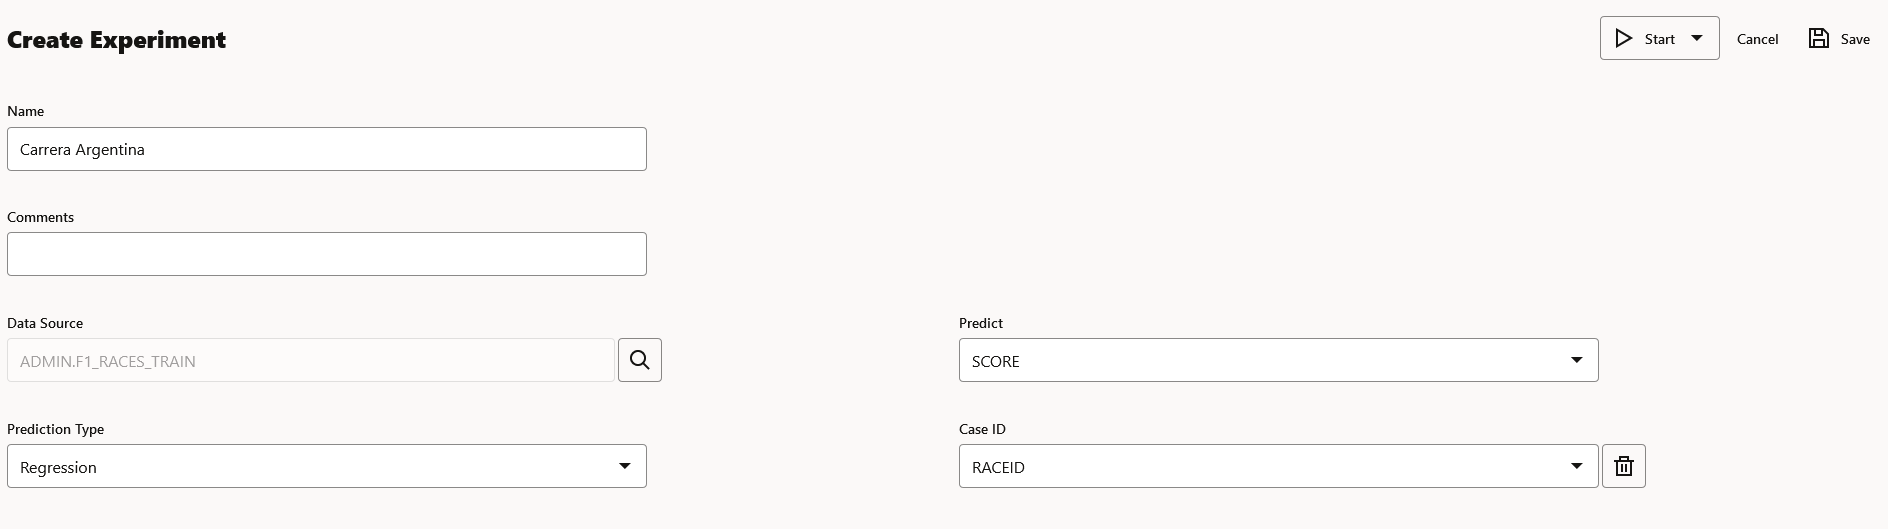 Create Experiment
Start
Cancel
Save
Name
Carrera Argentina
Comments
Data Source
Predict
ADMIN.F1_RACES_TRAIN
SCORE
Prediction Type
Case ID
Regression
RACEID